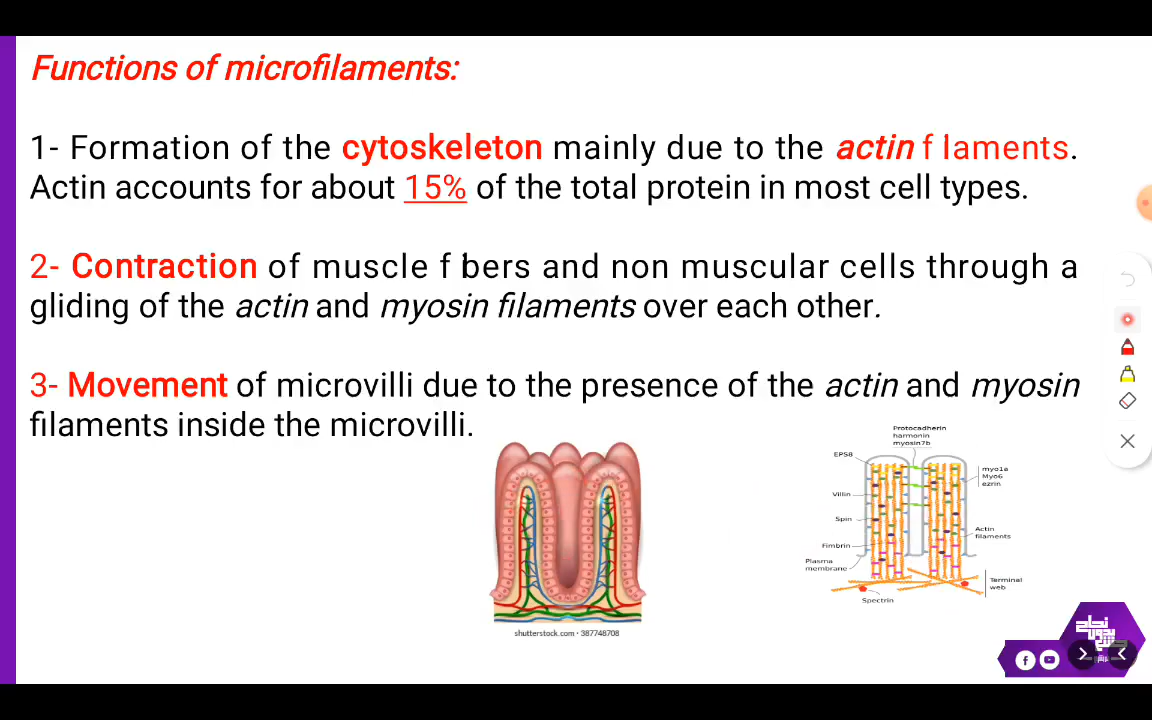 Functions of microfilaments:
1- Formation of the cytoskeleton mainly due to the actin f laments.
Actin accounts for about 15% of the total protein in most cell types.
2- Contraction of muscle f bers and non muscular cells through a
gliding of the actin and myosin filaments over each other.
3- Movement of microvilli due to the presence of the actin and myosin
filaments inside the microvilli.
Protocadherin
harmonin
myosin7b
EPS8
myo1a
Myo6
ezrin
Villin
Spin
Actin
filaments
Fimbrin
Plasma
membrane
Terminal
web
Spectrin
shutterstock.com • 387748708